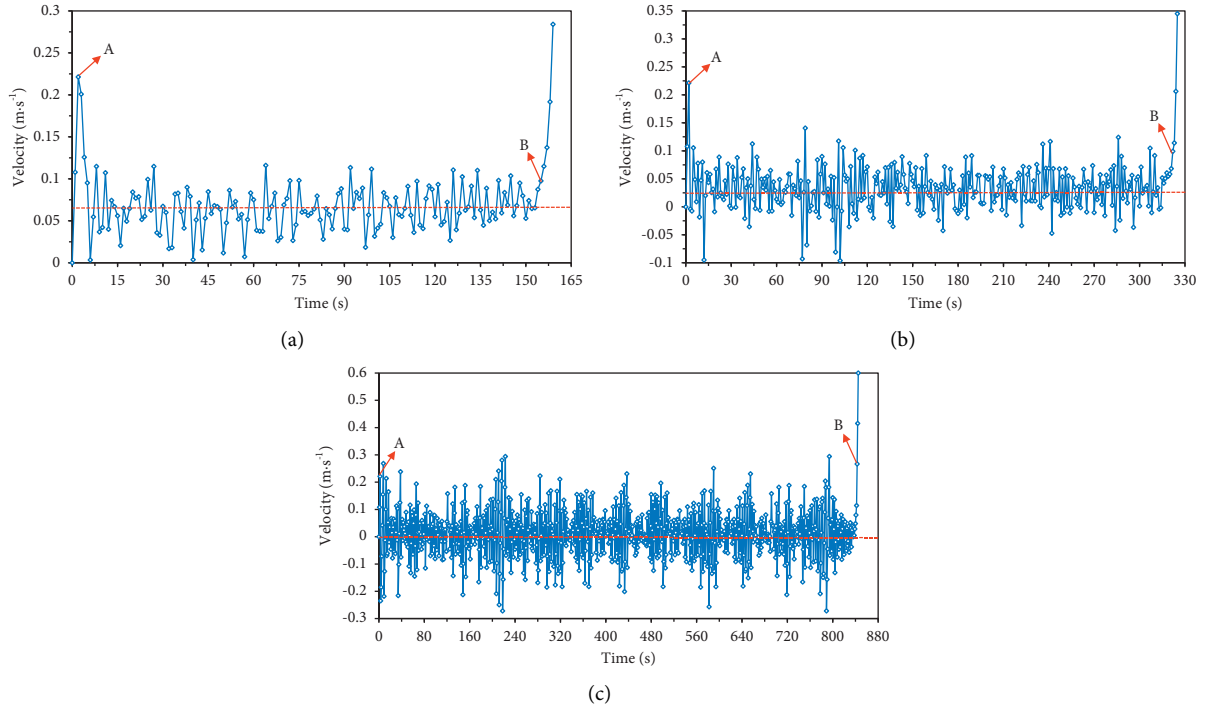 0.3
0.25
0.2
0.15
0.1
0.05
0
Velocity (m·s⁻¹)
A
B
0 15 30 45 60 75 90 105 120 135 150 165
Time (s)
(a)
0.35
0.3
0.25
0.2
0.15
0.1
0.05
0
-0.05
-0.1
Velocity (m·s⁻¹)
A
B
0 30 60 90 120 150 180 210 240 270 300 330
Time (s)
(b)
0.6
0.5
0.4
0.3
0.2
0.1
0
-0.1
-0.2
-0.3
Velocity (m·s⁻¹)
A
B
0 80 160 240 320 400 480 560 640 720 800 880
Time (s)
(c)